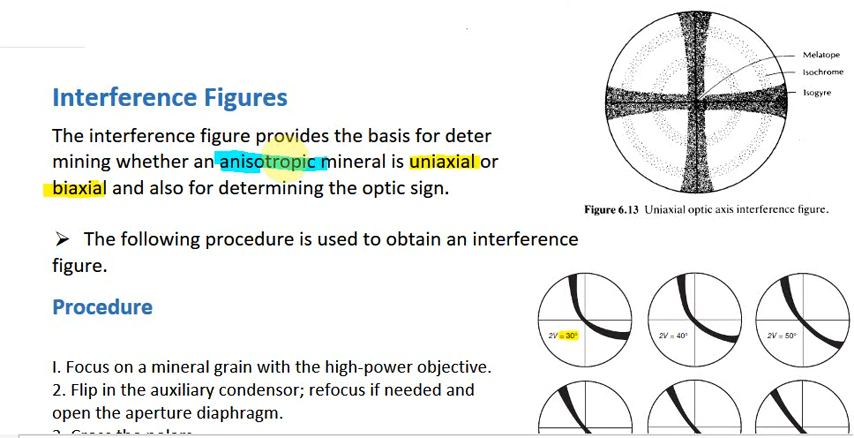 Interference Figures
The interference figure provides the basis for deter
mining whether an anisotropic mineral is uniaxial or
biaxial and also for determining the optic sign.
➤ The following procedure is used to obtain an interference
figure.
Procedure
I. Focus on a mineral grain with the high-power objective.
2. Flip in the auxiliary condensor; refocus if needed and
open the aperture diaphragm.
Melatope
Isochrome
Isogyre
Figure 6.13 Uniaxial optic axis interference figure.
2V = 30°
2V = 40°
2V = 50°